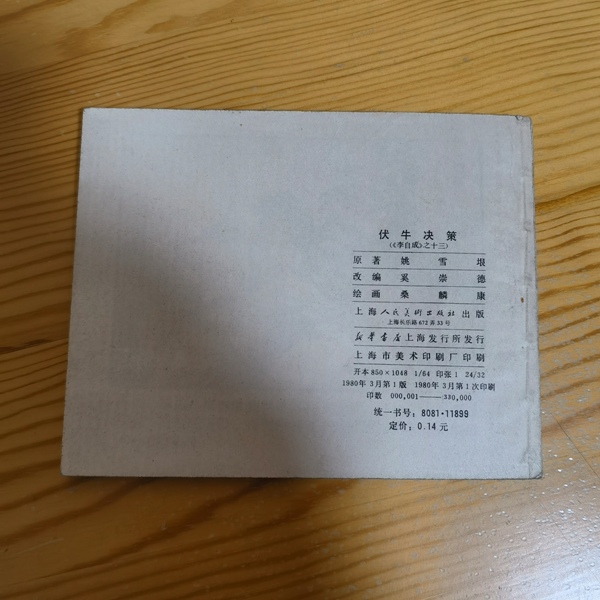 伏牛决策
(《李自成》之十三)
原著 姚雪垠
改编 奚崇德
绘画 桑麟康
上海人民美術出版社出版
上海长乐路672弄33号
新华书店上海发行所发行
上海市美术印刷厂印刷
开本 850×1048 1/64 印张 1 24/32
1980年3月第1版 1980年3月第1次印刷
印数 000,001——330,000
统一书号: 8081·11899
定价: 0.14元